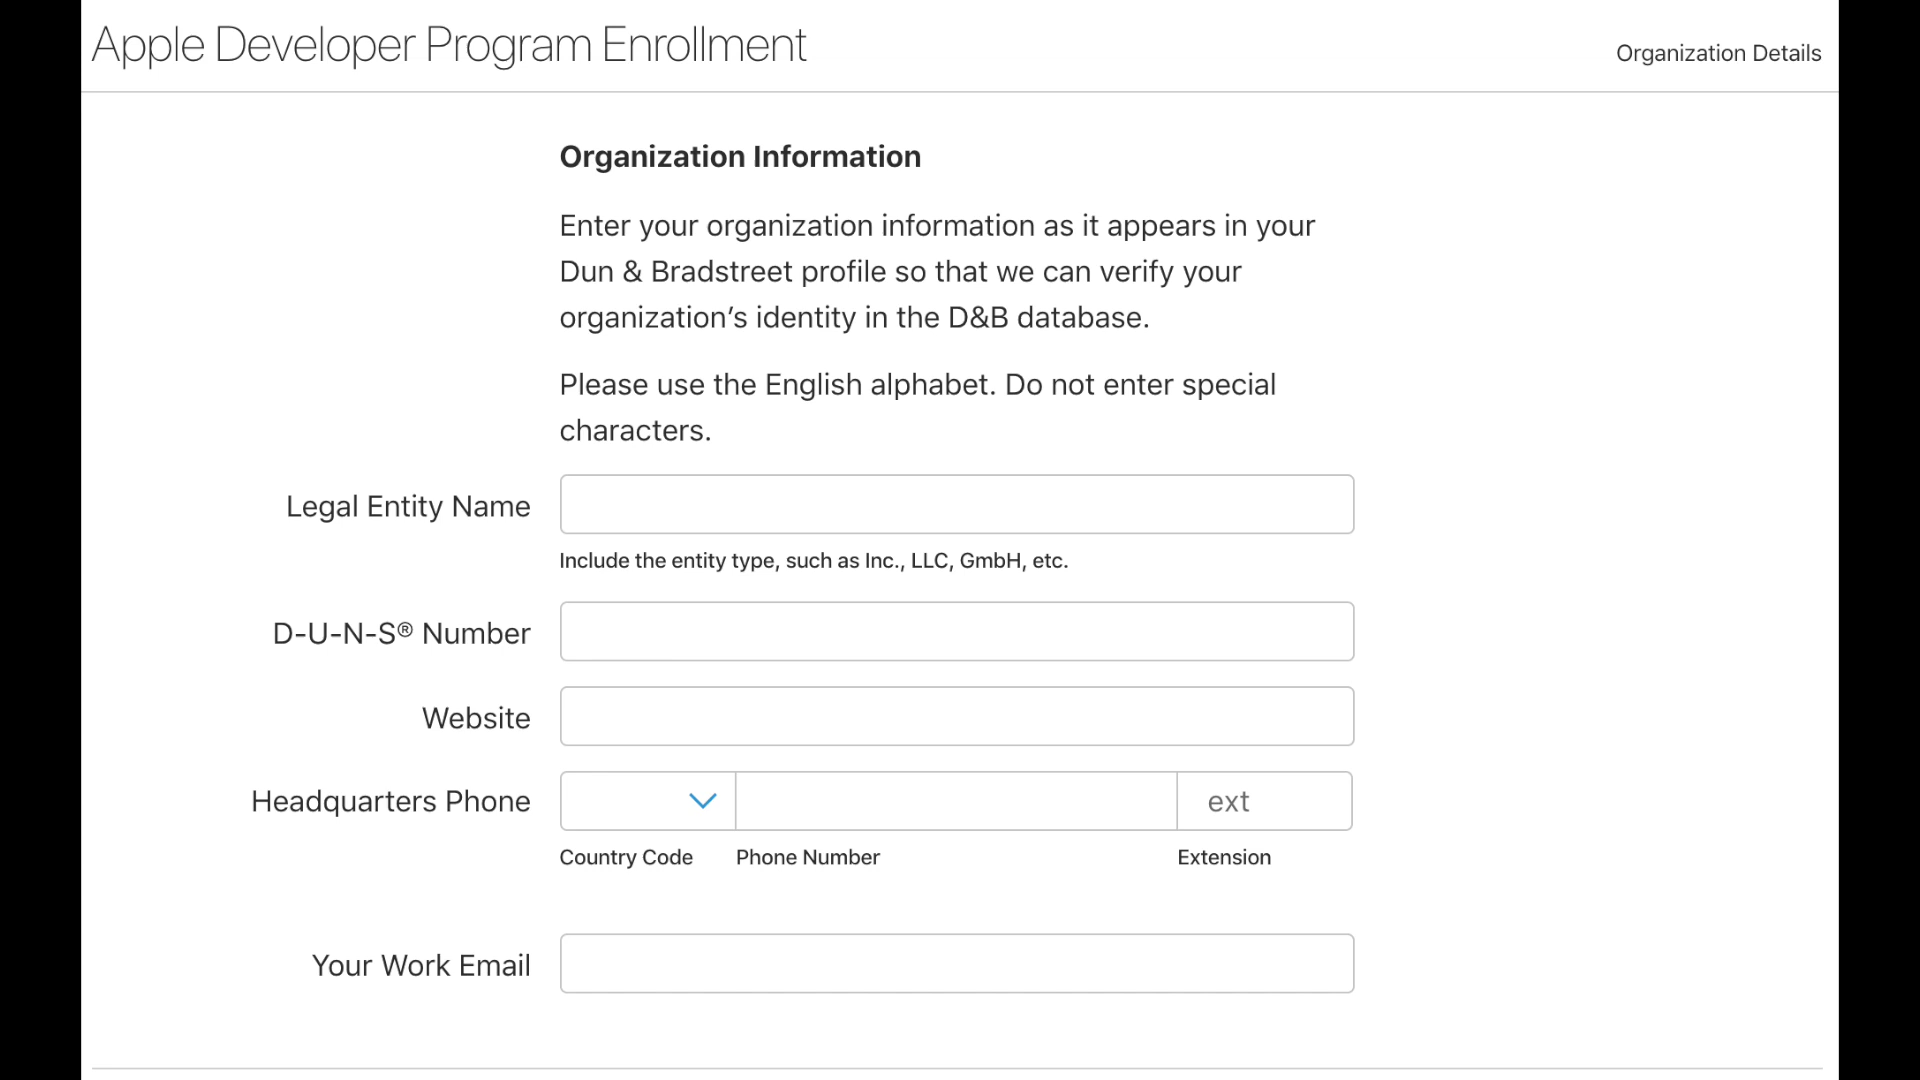 Apple Developer Program Enrollment
Organization Details
Organization Information
Enter your organization information as it appears in your
Dun & Bradstreet profile so that we can verify your
organization’s identity in the D&B database.
Please use the English alphabet. Do not enter special
characters.
Legal Entity Name
Include the entity type, such as Inc., LLC, GmbH, etc.
D-U-N-S® Number
Website
Headquarters Phone
ext
Country Code
Phone Number
Extension
Your Work Email